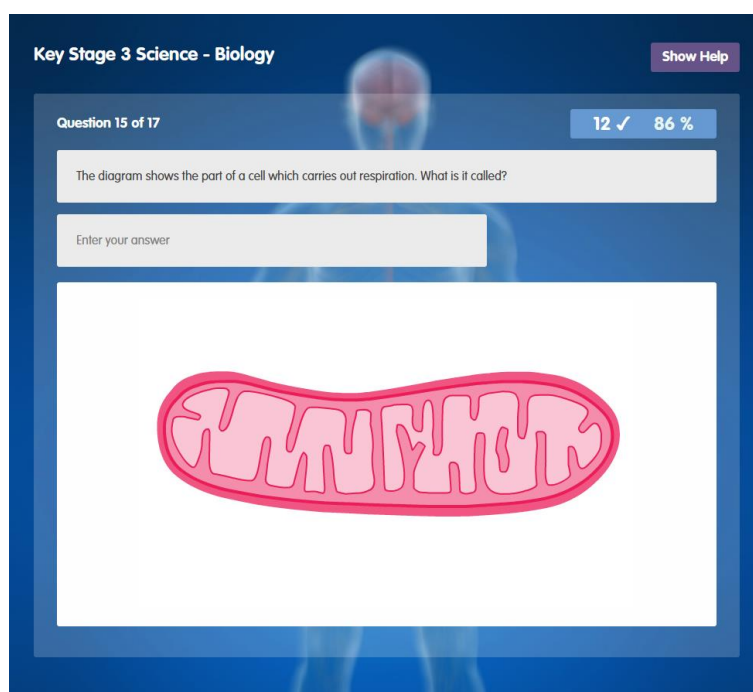 Key Stage 3 Science - Biology
Show Help
Question 15 of 17
12 ✓ 86 %
The diagram shows the part of a cell which carries out respiration. What is it called?
Enter your answer